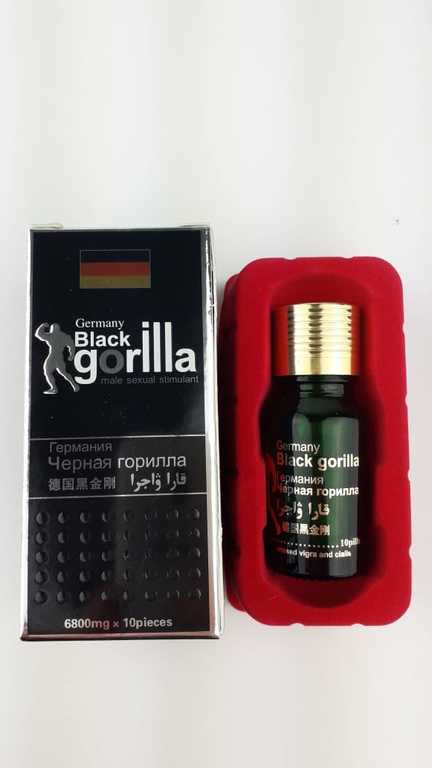 Germany
Black
gorilla
male sexual stimulant
Германия
Черная горилла
德国黑金刚 قارا ۋاجرا
6800mg × 10pieces
Germany
Black gorilla
Германия
Черная горилла
قارا ۋاجرا
德国黑金刚
10pills
vigra and cialis